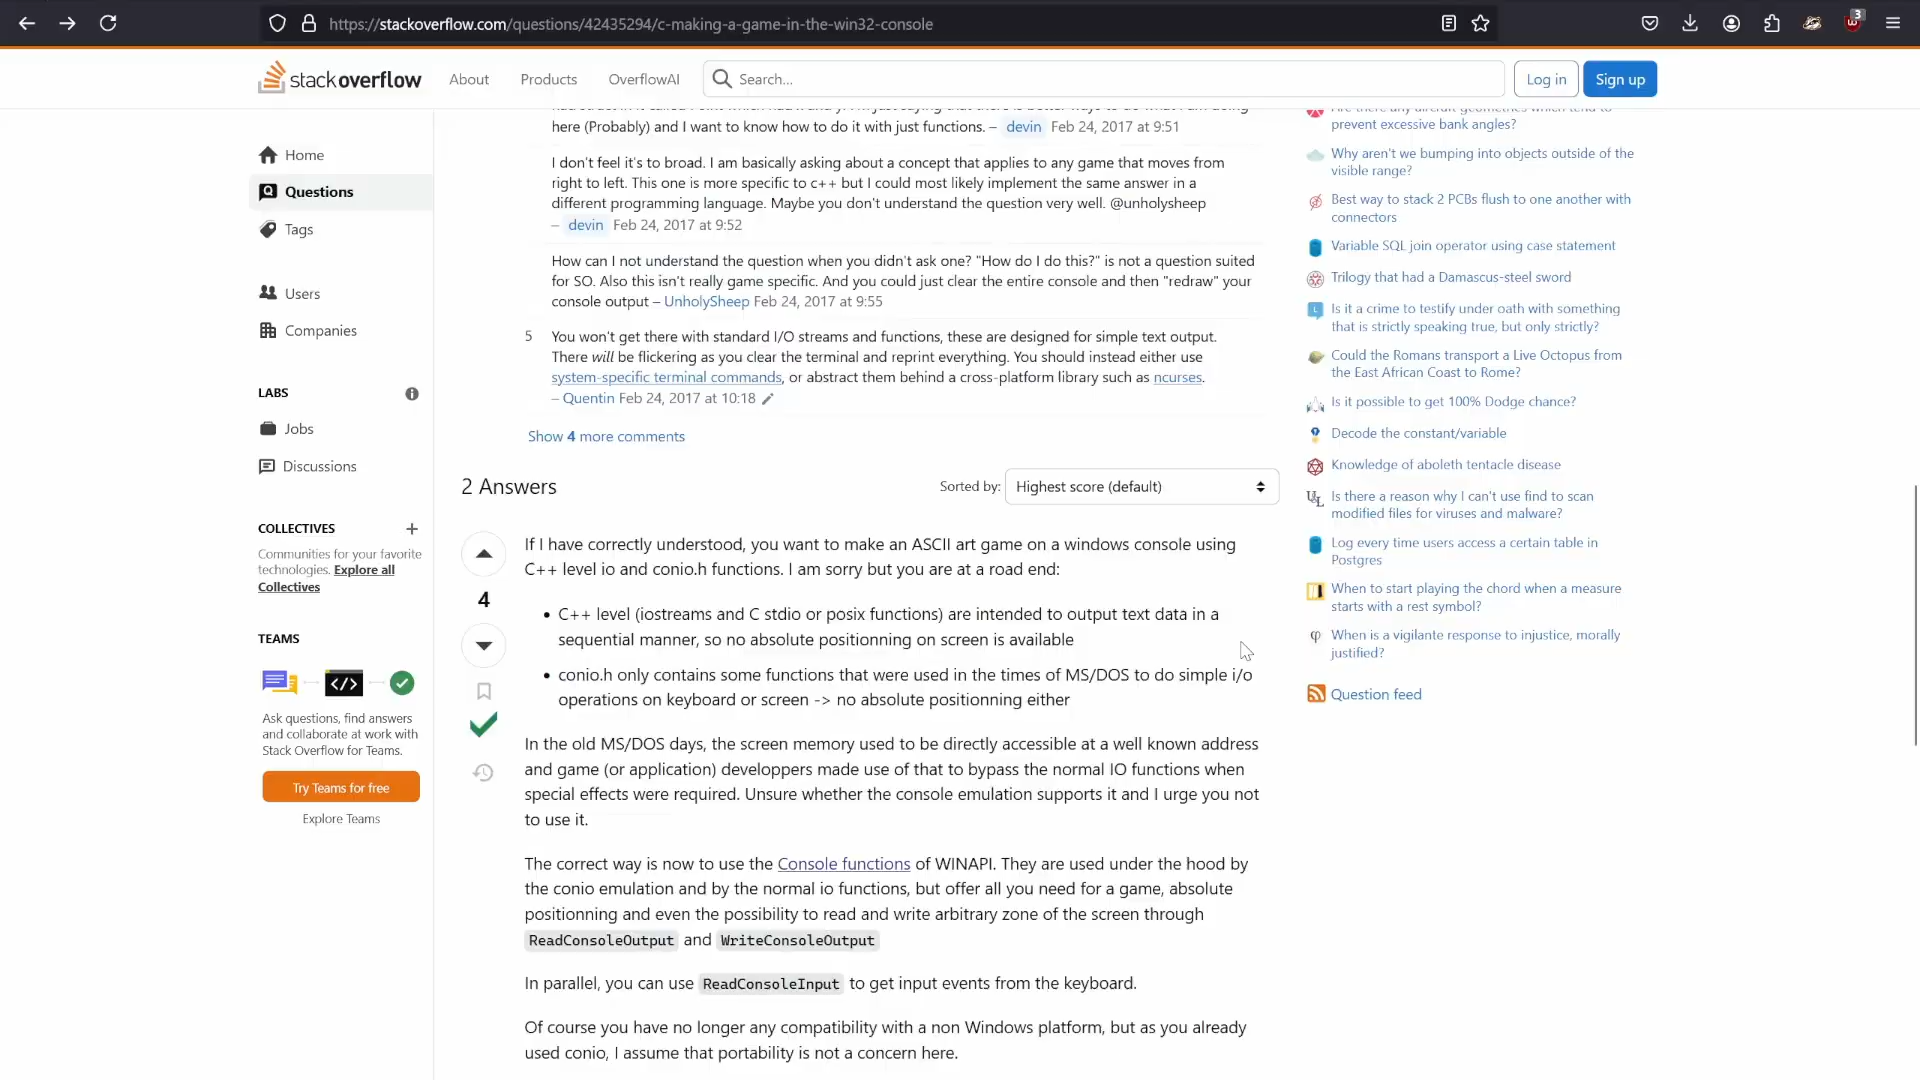 https://stackoverflow.com/questions/42435294/c-making-a-game-in-the-win32-console
3
stack overflow
About
Products
OverflowAI
Search...
Log in
Sign up
Home
Questions
Tags
Users
Companies
LABS
Jobs
Discussions
COLLECTIVES
Communities for your favorite
technologies. Explore all
Collectives
TEAMS
Ask questions, find answers
and collaborate at work with
Stack Overflow for Teams.
Try Teams for free
Explore Teams
here (Probably) and I want to know how to do it with just functions. – devin Feb 24, 2017 at 9:51
I don't feel it's to broad. I am basically asking about a concept that applies to any game that moves from
right to left. This one is more specific to c++ but I could most likely implement the same answer in a
different programming language. Maybe you don't understand the question very well. @unholysheep
– devin Feb 24, 2017 at 9:52
How can I not understand the question when you didn't ask one? "How do I do this?" is not a question suited
for SO. Also this isn't really game specific. And you could just clear the entire console and then "redraw" your
console output – UnholySheep Feb 24, 2017 at 9:55
5
You won't get there with standard I/O streams and functions, these are designed for simple text output.
There will be flickering as you clear the terminal and reprint everything. You should instead either use
system-specific terminal commands, or abstract them behind a cross-platform library such as ncurses.
– Quentin Feb 24, 2017 at 10:18
Show 4 more comments
2 Answers
Sorted by:
Highest score (default)
4
If I have correctly understood, you want to make an ASCII art game on a windows console using
C++ level io and conio.h functions. I am sorry but you are at a road end:
• C++ level (iostreams and C stdio or posix functions) are intended to output text data in a
sequential manner, so no absolute positionning on screen is available
• conio.h only contains some functions that were used in the times of MS/DOS to do simple i/o
operations on keyboard or screen -> no absolute positionning either
In the old MS/DOS days, the screen memory used to be directly accessible at a well known address
and game (or application) developpers made use of that to bypass the normal IO functions when
special effects were required. Unsure whether the console emulation supports it and I urge you not
to use it.
The correct way is now to use the Console functions of WINAPI. They are used under the hood by
the conio emulation and by the normal io functions, but offer all you need for a game, absolute
positionning and even the possibility to read and write arbitrary zone of the screen through
ReadConsoleOutput and WriteConsoleOutput
In parallel, you can use ReadConsoleInput to get input events from the keyboard.
Of course you have no longer any compatibility with a non Windows platform, but as you already
used conio, I assume that portability is not a concern here.
Are there any aircraft geometries which tend to
prevent excessive bank angles?
Why aren't we bumping into objects outside of the
visible range?
Best way to stack 2 PCBs flush to one another with
connectors
Variable SQL join operator using case statement
Trilogy that had a Damascus-steel sword
Is it a crime to testify under oath with something
that is strictly speaking true, but only strictly?
Could the Romans transport a Live Octopus from
the East African Coast to Rome?
Is it possible to get 100% Dodge chance?
Decode the constant/variable
Knowledge of aboleth tentacle disease
Is there a reason why I can't use find to scan
modified files for viruses and malware?
Log every time users access a certain table in
Postgres
When to start playing the chord when a measure
starts with a rest symbol?
When is a vigilante response to injustice, morally
justified?
Question feed